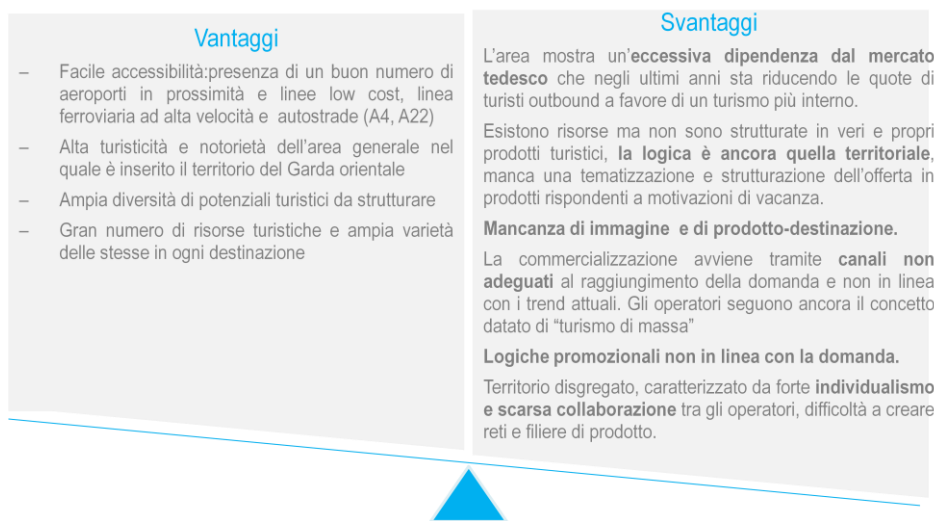 Vantaggi
– Facile accessibilità:presenza di un buon numero di
aeroporti in prossimità e linee low cost, linea
ferroviaria ad alta velocità e autostrade (A4, A22)
– Alta turisticità e notorietà dell’area generale nel
quale è inserito il territorio del Garda orientale
– Ampia diversità di potenziali turistici da strutturare
– Gran numero di risorse turistiche e ampia varietà
delle stesse in ogni destinazione
Svantaggi
L’area mostra un’eccessiva dipendenza dal mercato
tedesco che negli ultimi anni sta riducendo le quote di
turisti outbound a favore di un turismo più interno.
Esistono risorse ma non sono strutturate in veri e propri
prodotti turistici, la logica è ancora quella territoriale,
manca una tematizzazione e strutturazione dell’offerta in
prodotti rispondenti a motivazioni di vacanza.
Mancanza di immagine e di prodotto-destinazione.
La commercializzazione avviene tramite canali non
adeguati al raggiungimento della domanda e non in linea
con i trend attuali. Gli operatori seguono ancora il concetto
datato di “turismo di massa”
Logiche promozionali non in linea con la domanda.
Territorio disgregato, caratterizzato da forte individualismo
e scarsa collaborazione tra gli operatori, difficoltà a creare
reti e filiere di prodotto.